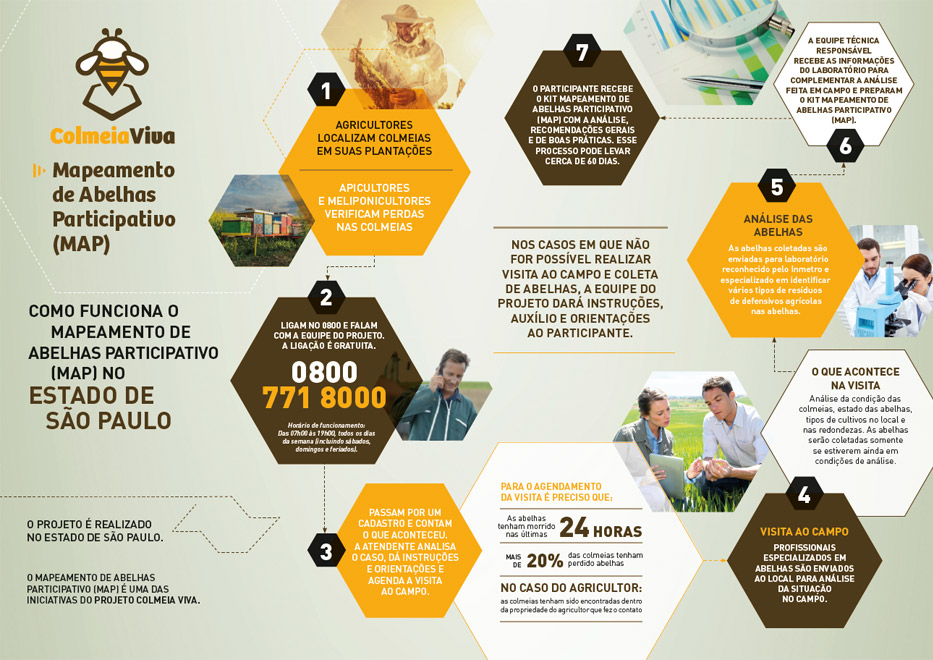 ColmeiaViva
Mapeamento
de Abelhas
Participativo
(MAP)
COMO FUNCIONA O
MAPEAMENTO DE
ABELHAS PARTICIPATIVO
(MAP) NO
ESTADO DE
SÃO PAULO
O PROJETO É REALIZADO
NO ESTADO DE SÃO PAULO.
O MAPEAMENTO DE ABELHAS
PARTICIPATIVO (MAP) É UMA DAS
INICIATIVAS DO PROJETO COLMEIA VIVA.
1
AGRICULTORES
LOCALIZAM COLMEIAS
EM SUAS PLANTAÇÕES
APICULTORES
E MELIPONICULTORES
VERIFICAM PERDAS
NAS COLMEIAS
2
LIGAM NO 0800 E FALAM
COM A EQUIPE DO PROJETO.
A LIGAÇÃO É GRATUITA.
0800
771 8000
Horário de funcionamento:
Das 07h00 às 19h00, todos os dias
da semana (incluindo sábados,
domingos e feriados).
3
PASSAM POR UM
CADASTRO E CONTAM
O QUE ACONTECEU.
A ATENDENTE ANALISA
O CASO, DÁ INSTRUÇÕES
E ORIENTAÇÕES E
AGENDA A VISITA
AO CAMPO.
PARA O AGENDAMENTO
DA VISITA É PRECISO QUE:
As abelhas
tenham morrido
nas últimas
24 HORAS
MAIS
DE
20%
das colmeias tenham
perdido abelhas
NO CASO DO AGRICULTOR:
as colmeias tenham sido encontradas dentro
da propriedade do agricultor que fez o contato
4
VISITA AO CAMPO
PROFISSIONAIS
ESPECIALIZADOS EM
ABELHAS SÃO ENVIADOS
AO LOCAL PARA ANÁLISE
DA SITUAÇÃO
NO CAMPO.
O QUE ACONTECE
NA VISITA
Análise da condição das
colmeias, estado das abelhas,
tipos de cultivos no local e
nas redondezas. As abelhas
serão coletadas somente
se estiverem ainda em
condições de análise.
5
ANÁLISE DAS
ABELHAS
As abelhas coletadas são
enviadas para laboratório
reconhecido pelo Inmetro e
especializado em identificar
vários tipos de resíduos
de defensivos agrícolas
nas abelhas.
A EQUIPE TÉCNICA
RESPONSÁVEL
RECEBE AS INFORMAÇÕES
DO LABORATÓRIO PARA
COMPLEMENTAR A ANÁLISE
FEITA EM CAMPO E PREPARAM
O KIT MAPEAMENTO DE
ABELHAS PARTICIPATIVO
(MAP).
6
7
O PARTICIPANTE RECEBE
O KIT MAPEAMENTO DE
ABELHAS PARTICIPATIVO
(MAP) COM A ANÁLISE,
RECOMENDAÇÕES GERAIS
E DE BOAS PRÁTICAS. ESSE
PROCESSO PODE LEVAR
CERCA DE 60 DIAS.
NOS CASOS EM QUE NÃO
FOR POSSÍVEL REALIZAR
VISITA AO CAMPO E COLETA
DE ABELHAS, A EQUIPE DO
PROJETO DARÁ INSTRUÇÕES,
AUXÍLIO E ORIENTAÇÕES
AO PARTICIPANTE.